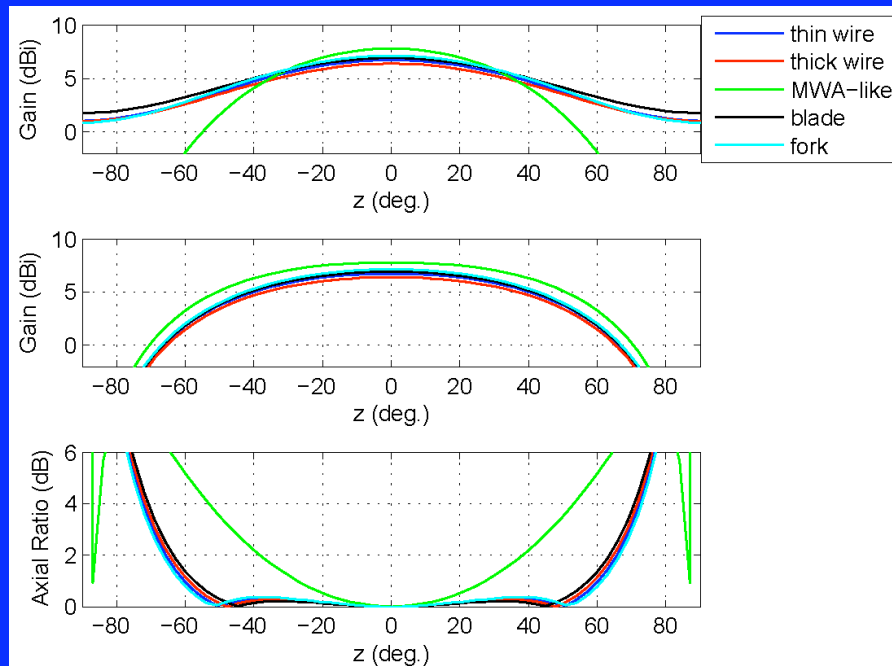 10
5
0
Gain (dBi)
−80 −60 −40 −20 0 20 40 60 80
z (deg.)
thin wire
thick wire
MWA−like
blade
fork
10
5
0
Gain (dBi)
−80 −60 −40 −20 0 20 40 60 80
z (deg.)
6
4
2
0
Axial Ratio (dB)
−80 −60 −40 −20 0 20 40 60 80
z (deg.)